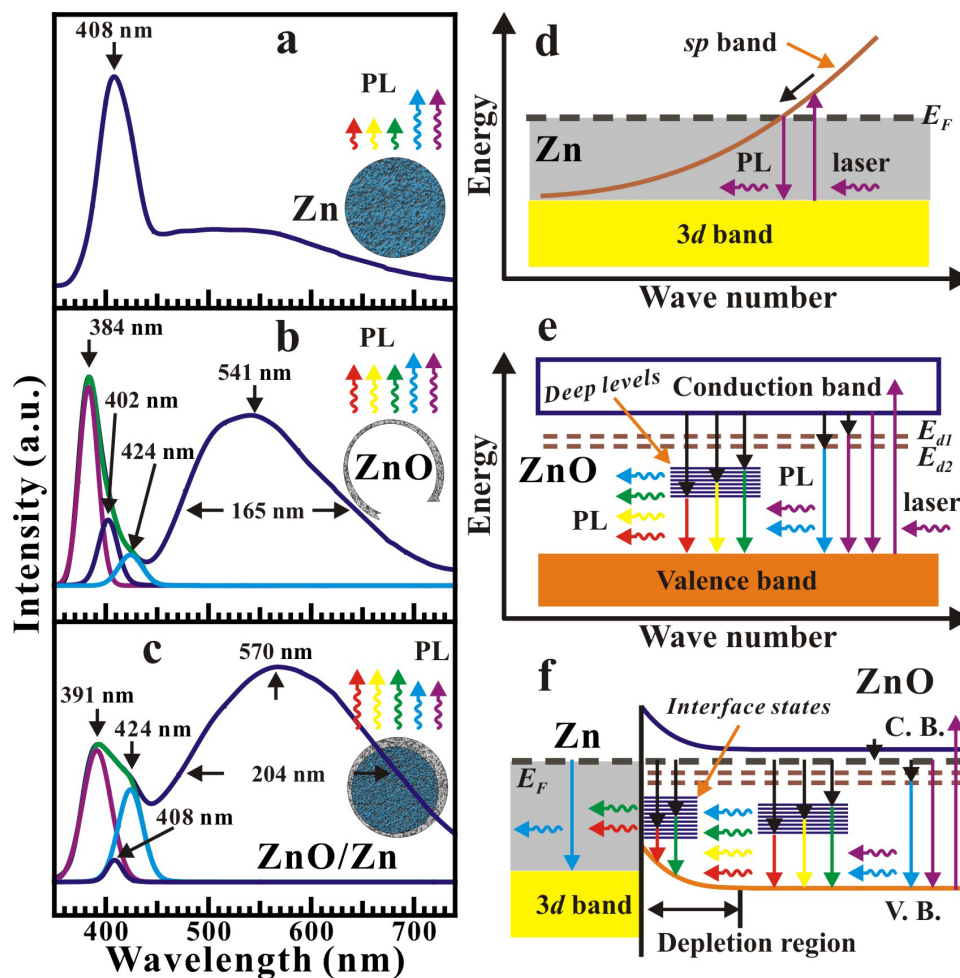 Intensity (a.u.)
a
408 nm
PL
Zn
b
384 nm
PL
541 nm
402 nm
424 nm
ZnO
165 nm
c
570 nm
PL
391 nm
424 nm
204 nm
408 nm
ZnO/Zn
400 500 600 700
Wavelength (nm)
d
sp band
E_F
Energy
Zn
PL laser
3d band
Wave number
e
Deep levels
Conduction band
E_d1
E_d2
Energy
ZnO
PL
laser
PL
Valence band
Wave number
f
ZnO
Interface states
Zn
C. B.
E_F
3d band
V. B.
Depletion region